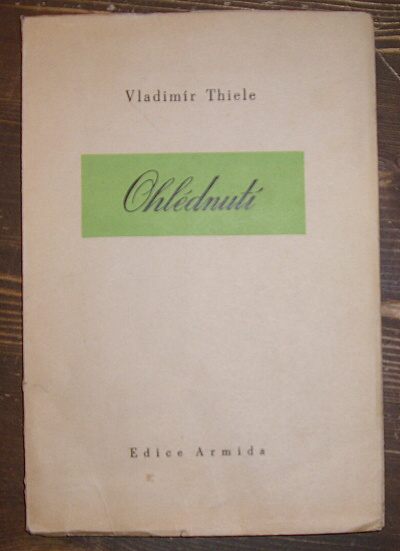 Vladimír Thiele
Ohlédnutí
Edice Armida